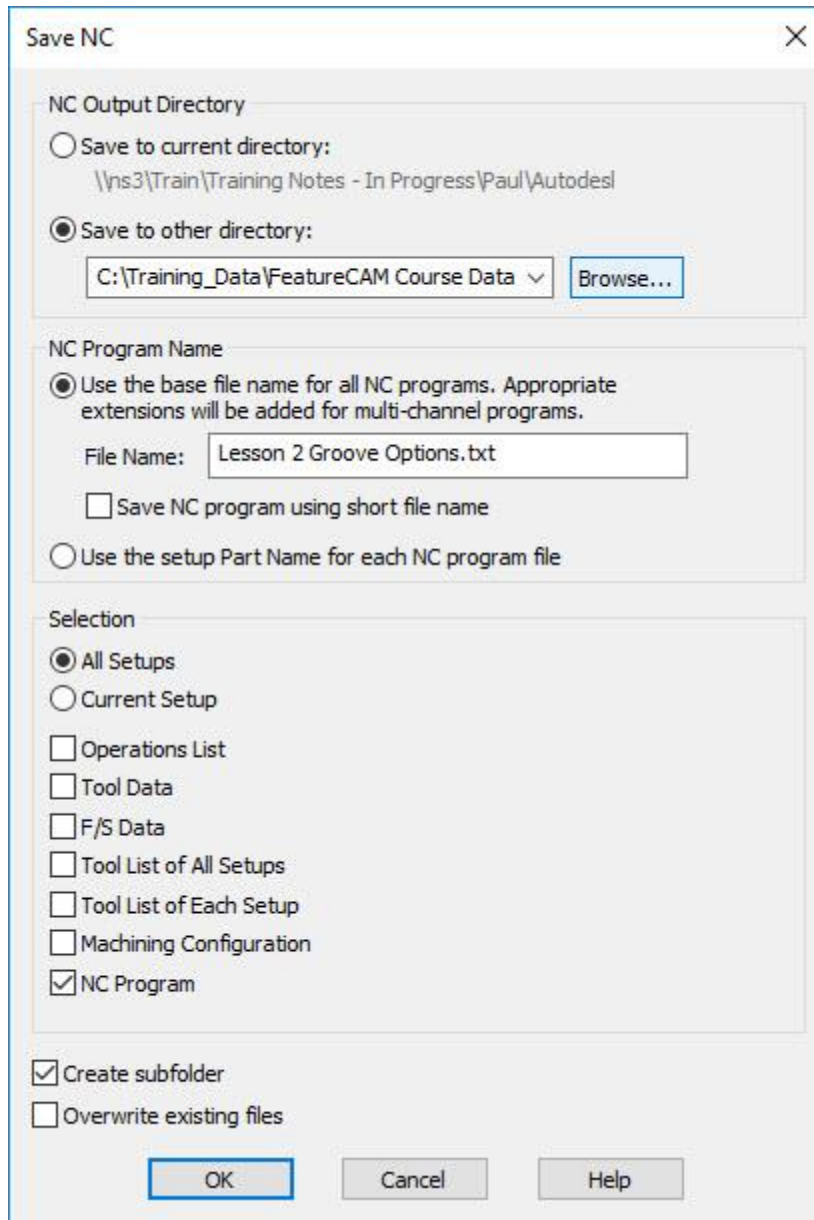 Save NC
NC Output Directory
Save to current directory:
\\ns3\Train\Training Notes - In Progress\Paul\Autodesl
Save to other directory:
C:\Training_Data\FeatureCAM Course Data
Browse...
NC Program Name
Use the base file name for all NC programs. Appropriate
extensions will be added for multi-channel programs.
File Name: Lesson 2 Groove Options.txt
Save NC program using short file name
Use the setup Part Name for each NC program file
Selection
All Setups
Current Setup
Operations List
Tool Data
F/S Data
Tool List of All Setups
Tool List of Each Setup
Machining Configuration
NC Program
Create subfolder
Overwrite existing files
OK Cancel Help